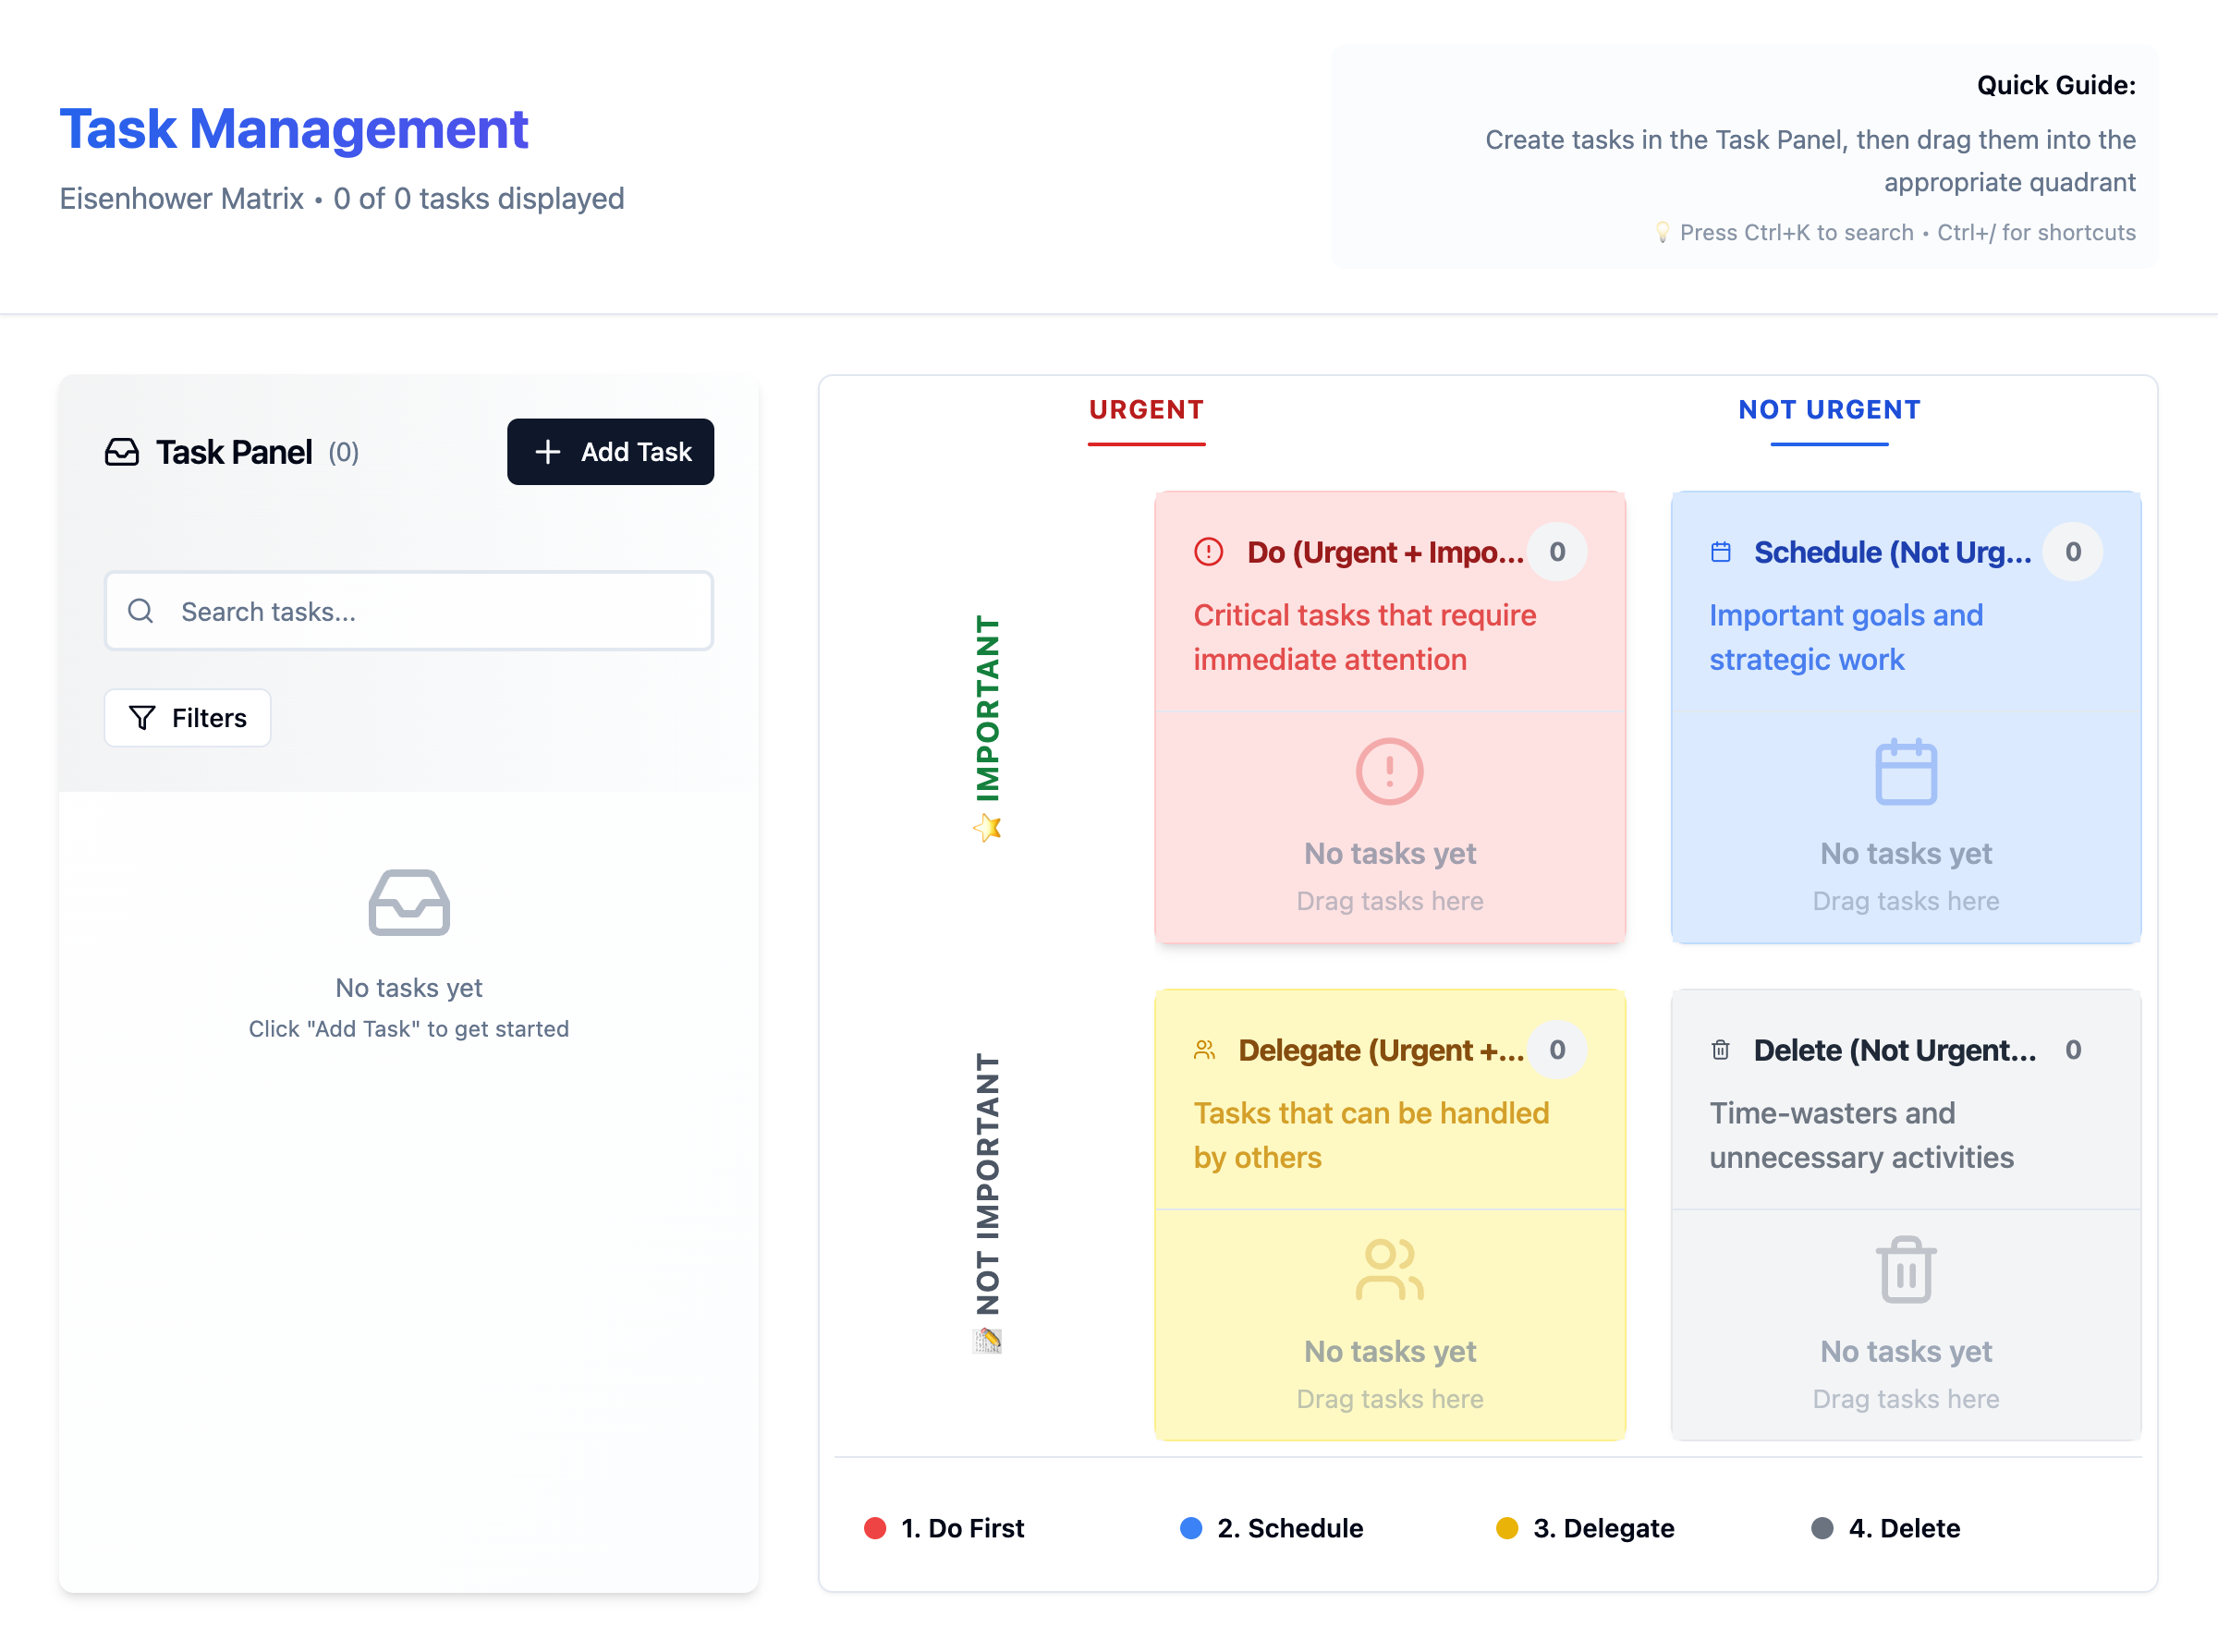 Task Management
Eisenhower Matrix • 0 of 0 tasks displayed
Quick Guide:
Create tasks in the Task Panel, then drag them into the
appropriate quadrant
💡 Press Ctrl+K to search • Ctrl+/ for shortcuts
Task Panel (0)
Add Task
Search tasks...
Filters
No tasks yet
Click "Add Task" to get started
URGENT
NOT URGENT
⭐ IMPORTANT
Do (Urgent + Impo...
0
Critical tasks that require
immediate attention
No tasks yet
Drag tasks here
Schedule (Not Urg...
0
Important goals and
strategic work
No tasks yet
Drag tasks here
📝 NOT IMPORTANT
Delegate (Urgent +...
0
Tasks that can be handled
by others
No tasks yet
Drag tasks here
Delete (Not Urgent...
0
Time-wasters and
unnecessary activities
No tasks yet
Drag tasks here
1. Do First
2. Schedule
3. Delegate
4. Delete